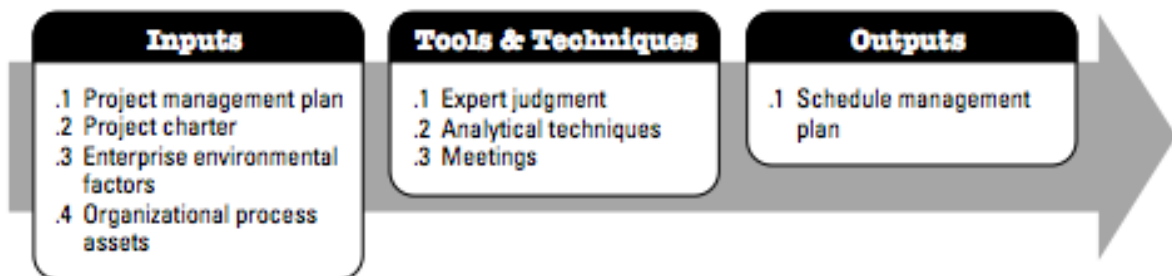 Inputs
.1 Project management plan
.2 Project charter
.3 Enterprise environmental
factors
.4 Organizational process
assets
Tools & Techniques
.1 Expert judgment
.2 Analytical techniques
.3 Meetings
Outputs
.1 Schedule management
plan